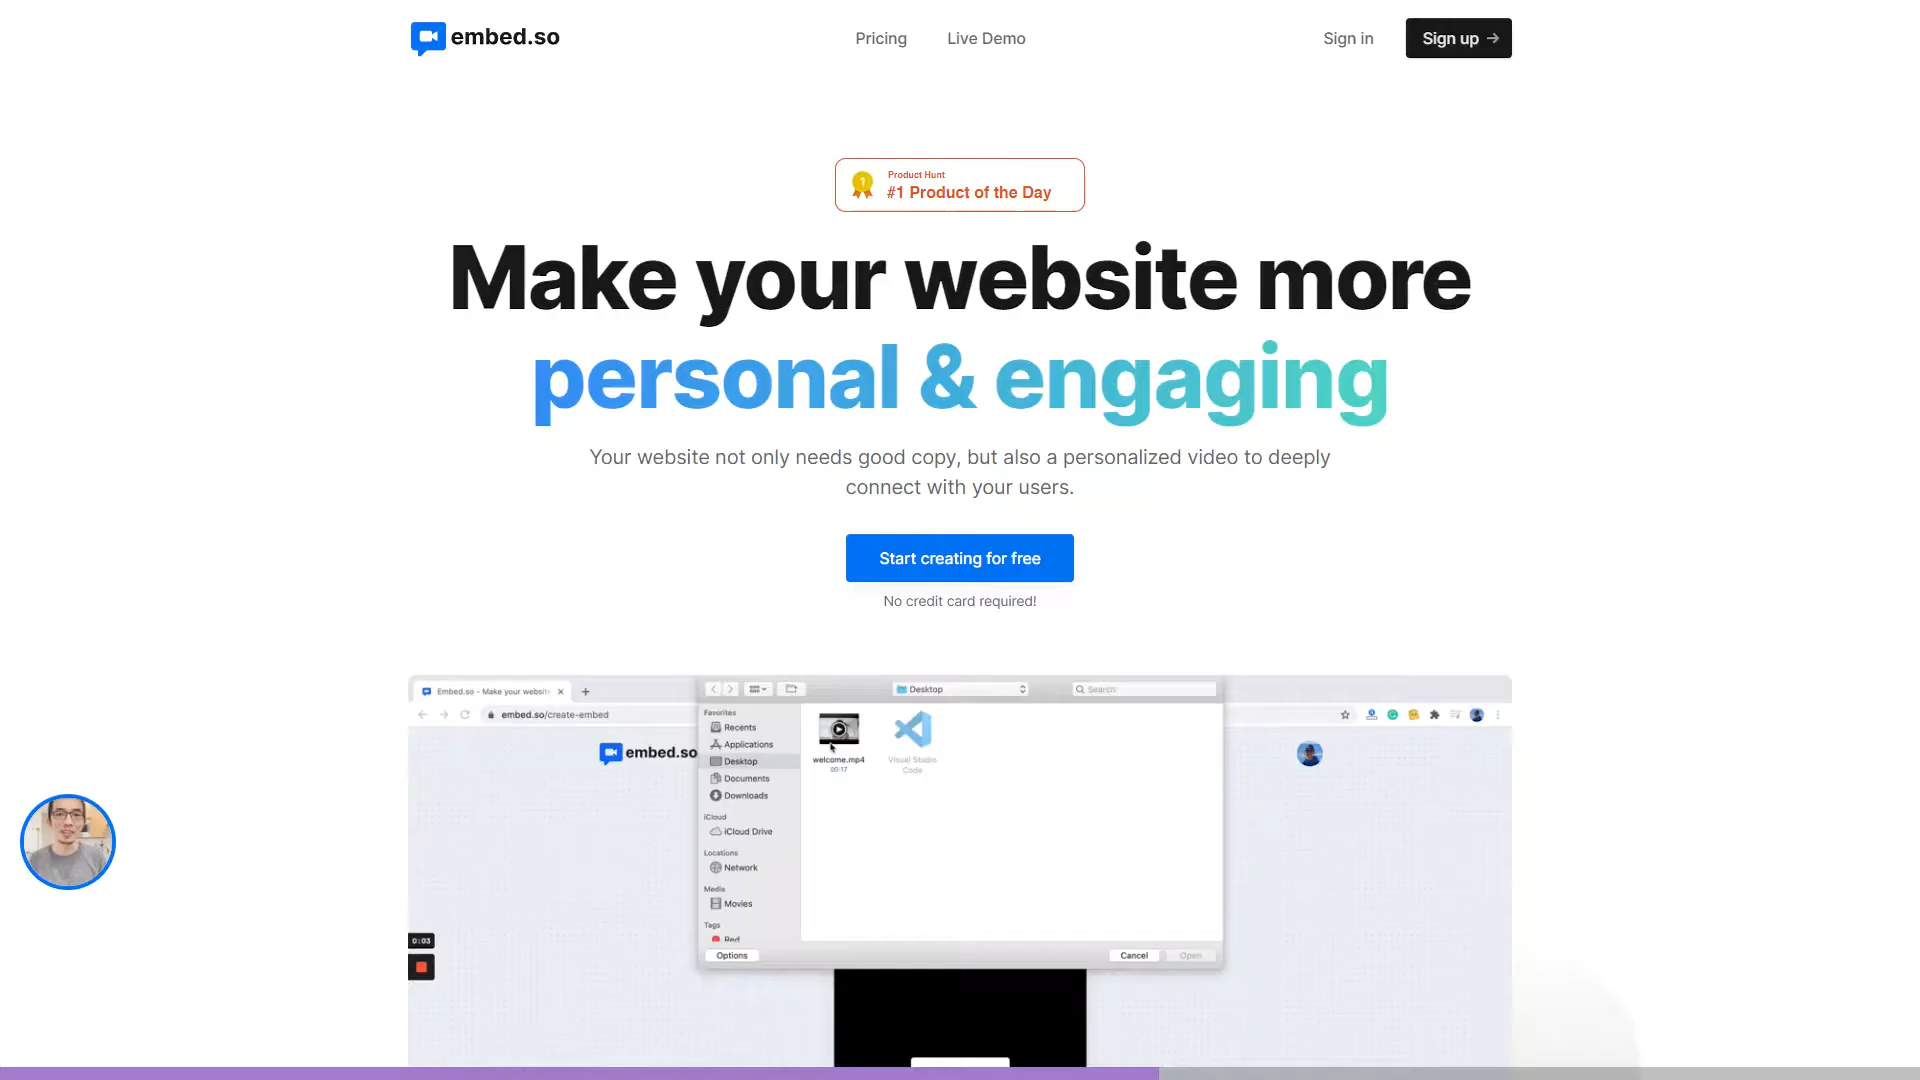 embed.so
Pricing
Live Demo
Sign in
Sign up →
Product Hunt
#1 Product of the Day
1
Make your website more
personal & engaging
Your website not only needs good copy, but also a personalized video to deeply
connect with your users.
Start creating for free
No credit card required!
Embed.so - Make your website
embed.so/create-embed
embed.so
Desktop
Search
Favorites
Recents
Applications
Desktop
Documents
Downloads
iCloud
iCloud Drive
Locations
Network
Media
Movies
Tags
Red
welcome.mp4
00:17
Visual Studio
Code
0:03
Options
Cancel
Open